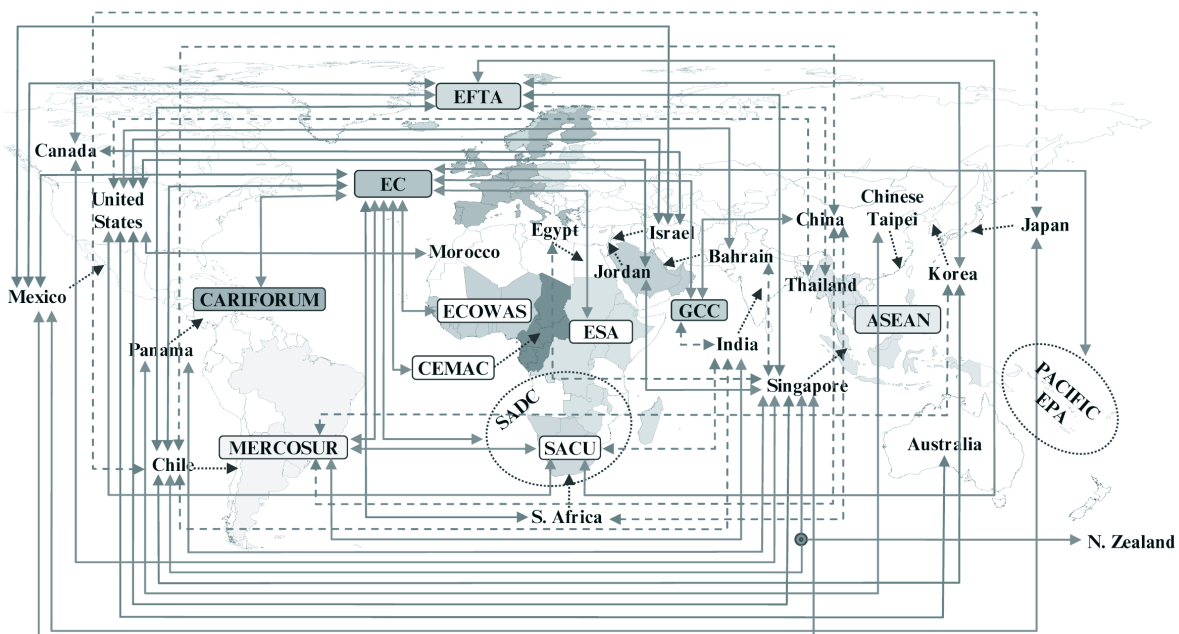 EFTA
Canada
EC
United
States
Chinese
Taipei
China
Japan
Egypt
Israel
Morocco
Bahrain
Jordan
Korea
Thailand
Mexico
CARIFORUM
ECOWAS
GCC
ASEAN
ESA
India
Panama
CEMAC
Singapore
PACIFIC
EPA
SADC
MERCOSUR
SACU
Australia
Chile
S. Africa
N. Zealand